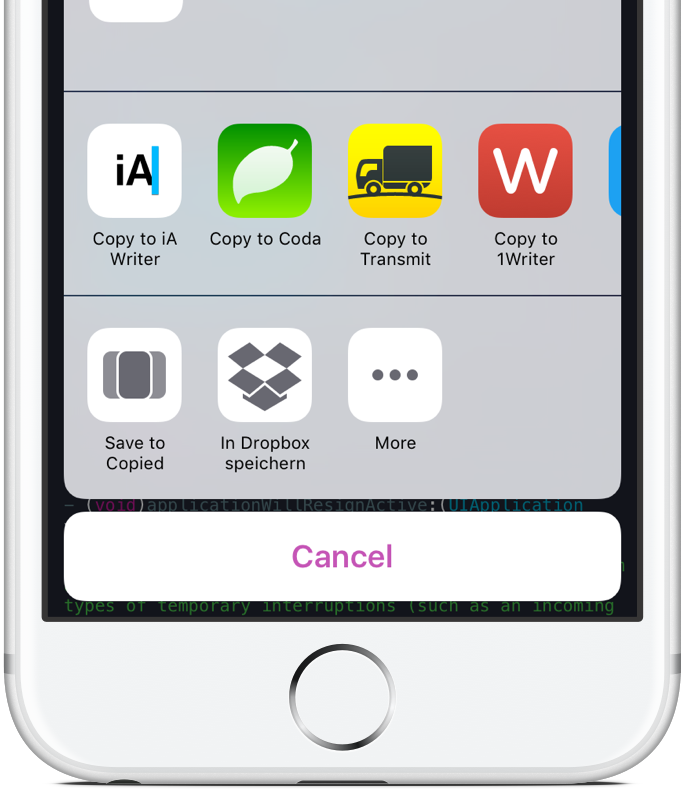 iA
W
Copy to iA
Writer
Copy to Coda
Copy to
Transmit
Copy to
1Writer
Save to
Copied
In Dropbox
speichern
More
– (void)applicationWillResignActive:(UIApplication
Cancel
types of temporary interruptions (such as an incoming